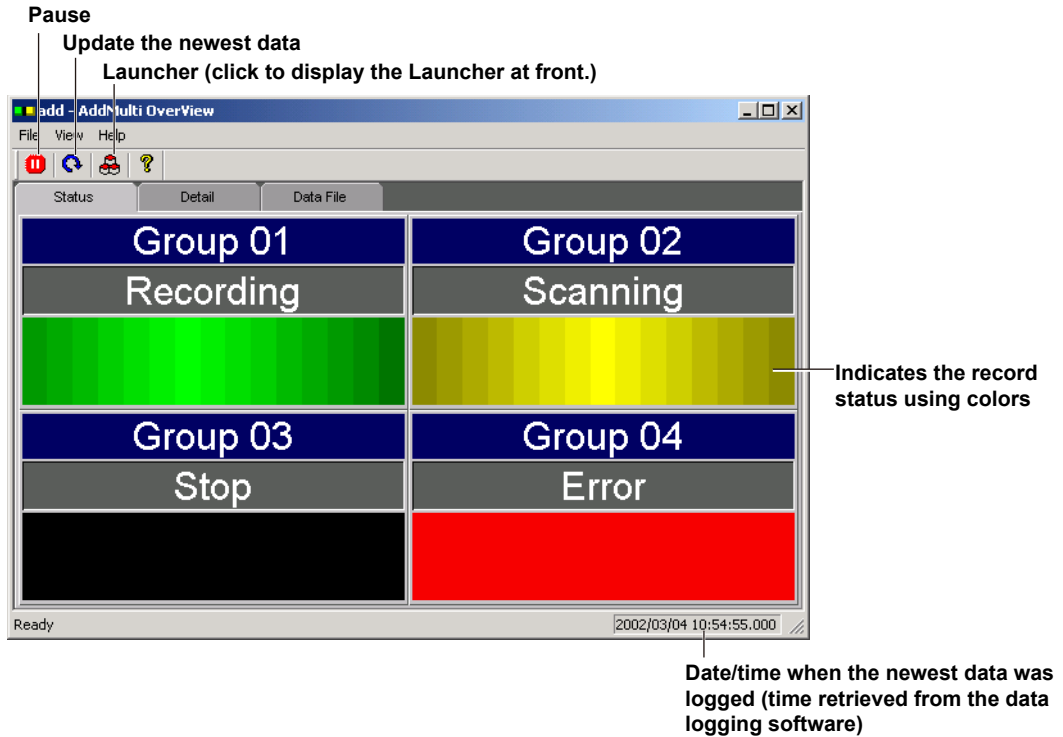 Pause
Update the newest data
Launcher (click to display the Launcher at front.)
add - AddMulti OverView
File View Help
Status Detail Data File
Group 01 Group 02
Recording Scanning
Indicates the record
status using colors
Group 03 Group 04
Stop Error
Ready 2002/03/04 10:54:55.000
Date/time when the newest data was
logged (time retrieved from the data
logging software)